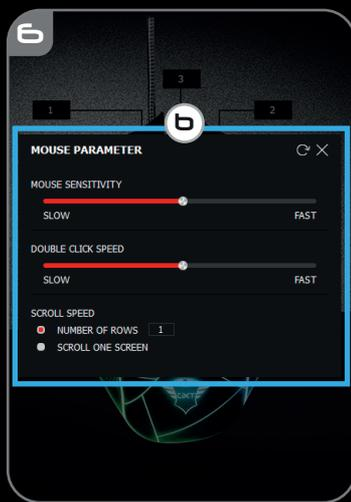 6
3
1
2
b
MOUSE PARAMETER
MOUSE SENSITIVITY
SLOW FAST
DOUBLE CLICK SPEED
SLOW FAST
SCROLL SPEED
NUMBER OF ROWS 1
SCROLL ONE SCREEN
GXT